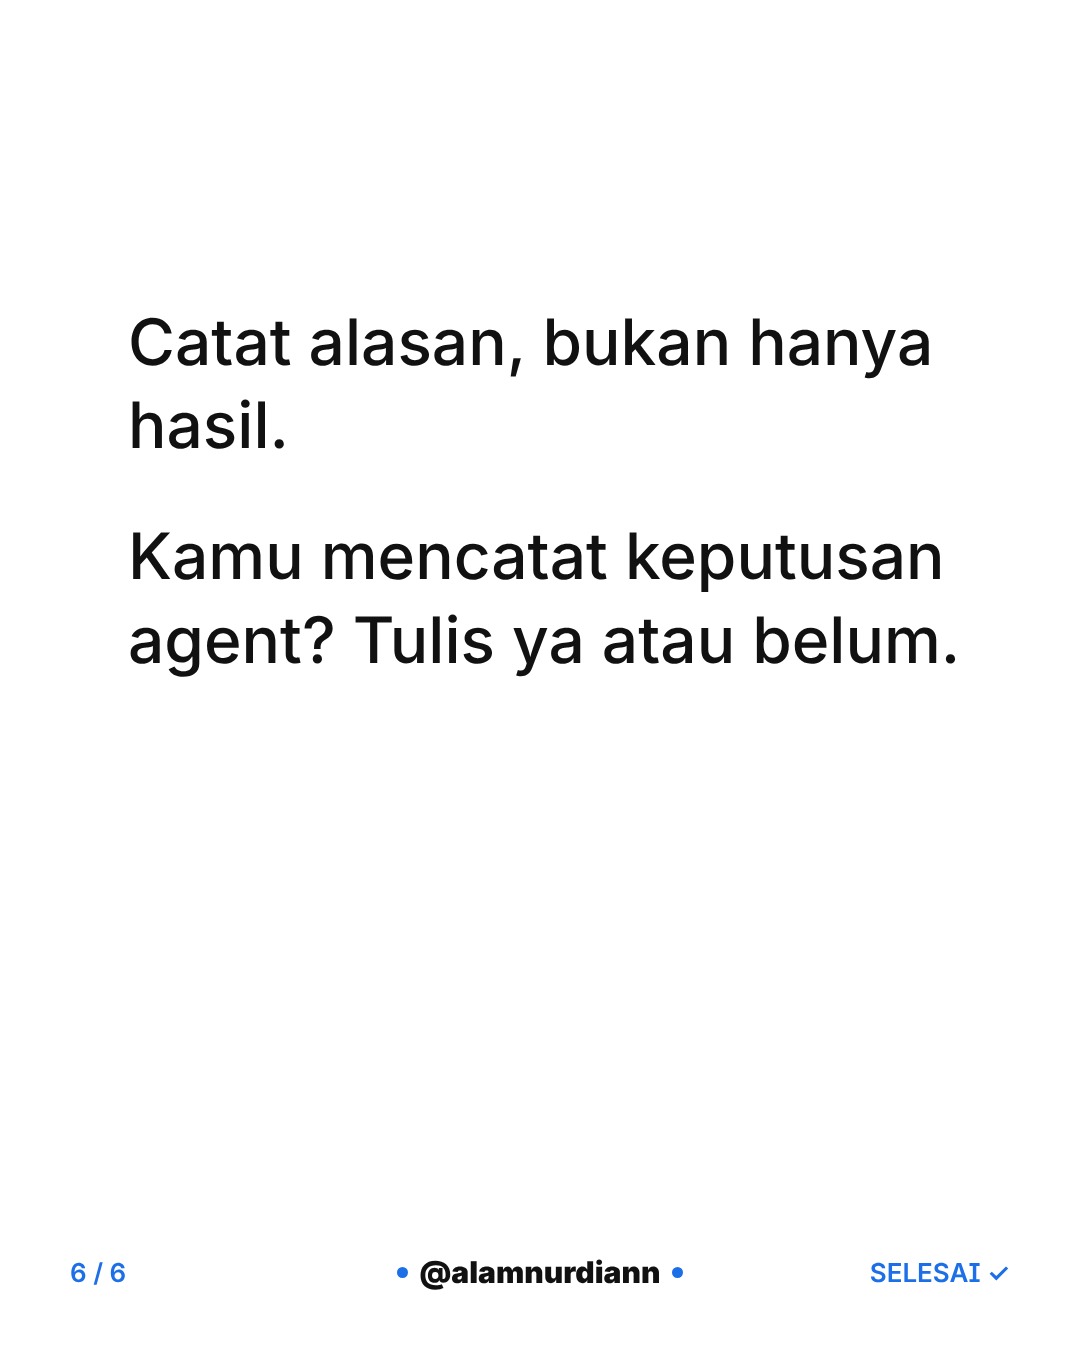 Catat alasan, bukan hanya
hasil.
Kamu mencatat keputusan
agent? Tulis ya atau belum.
6 / 6
• @alamnurdiann •
SELESAI ✓